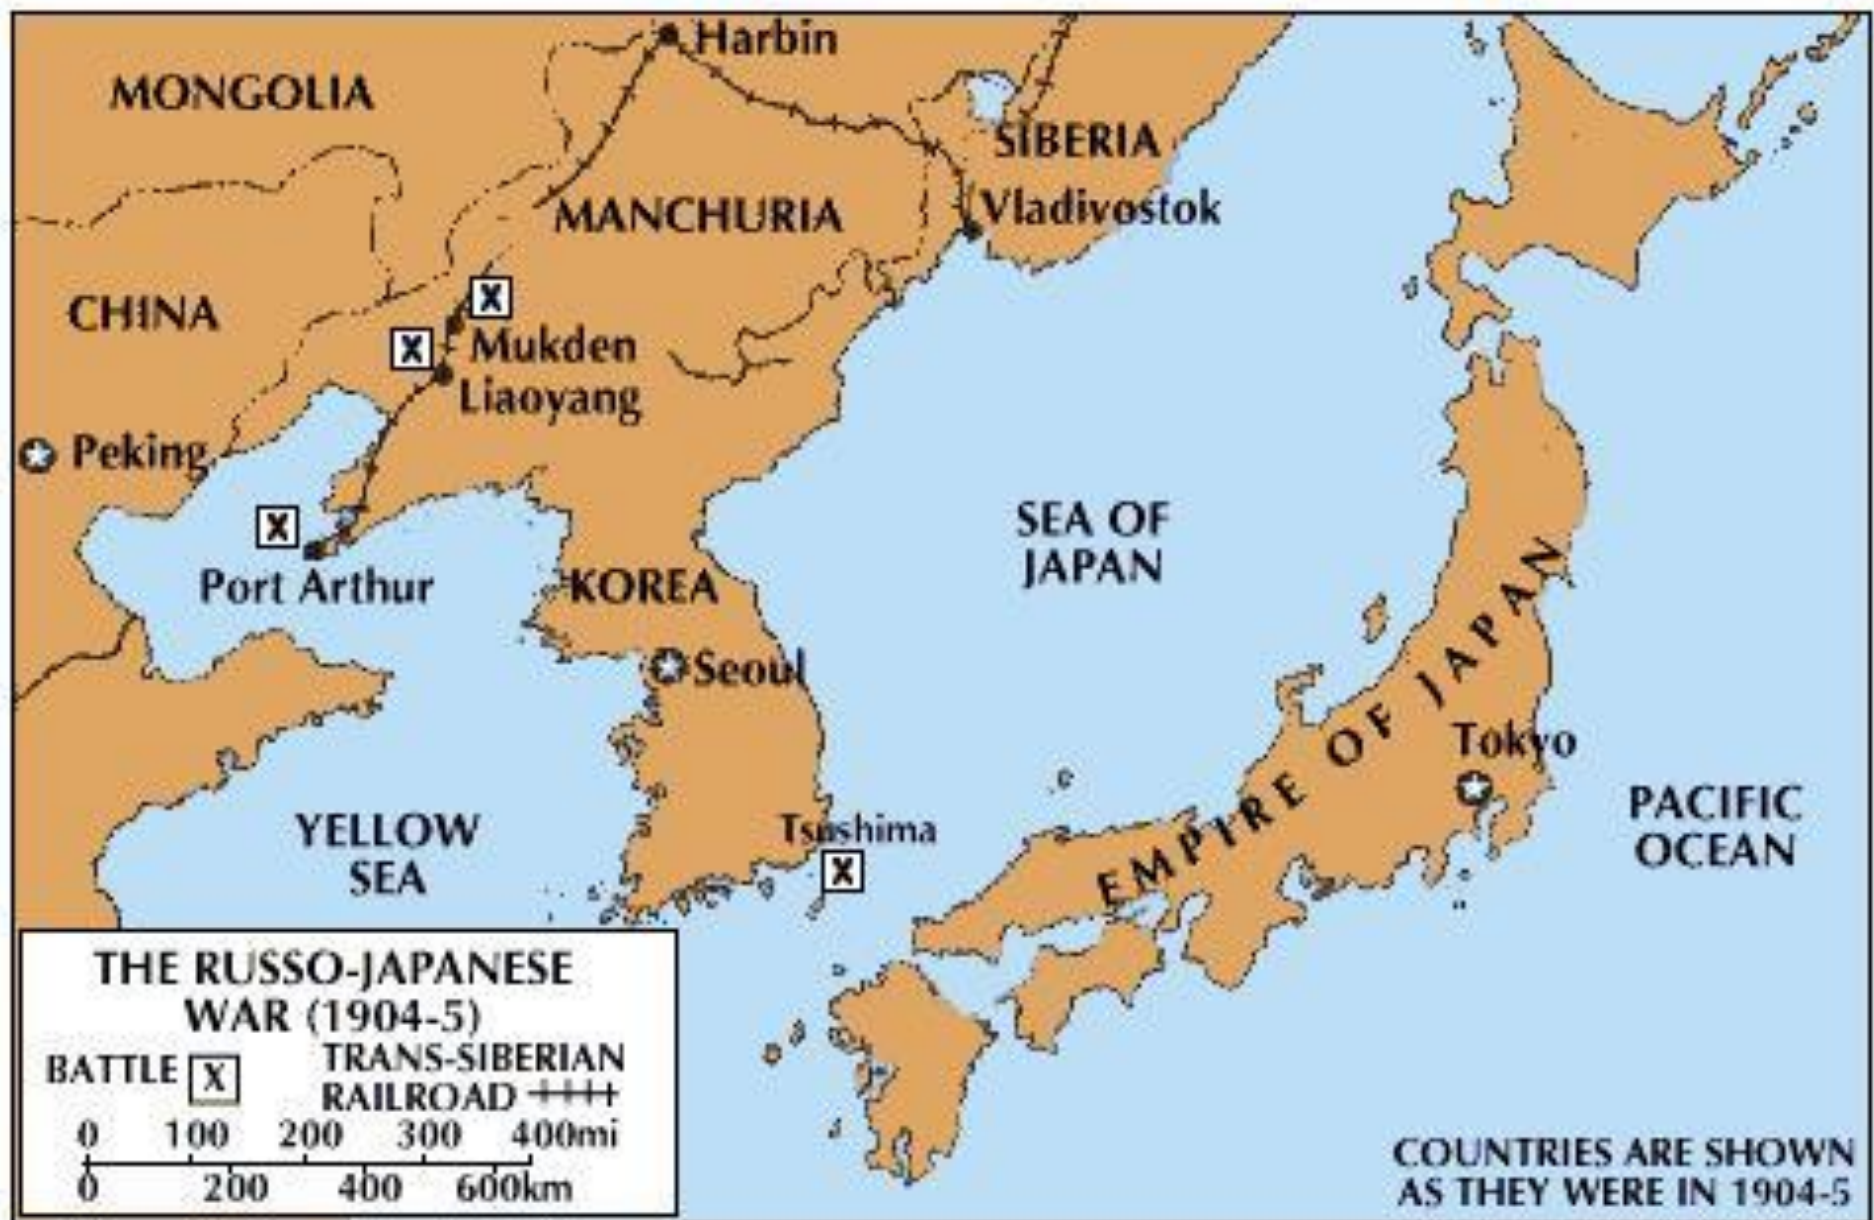 Harbin
MONGOLIA
SIBERIA
MANCHURIA
Vladivostok
CHINA
X
X
Mukden
Liaoyang
Peking
X
Port Arthur
KOREA
SEA OF
JAPAN
Seoul
EMPIRE OF JAPAN
Tokyo
YELLOW
SEA
Tsushima
X
PACIFIC
OCEAN
THE RUSSO-JAPANESE
WAR (1904-5)
BATTLE X
TRANS-SIBERIAN
RAILROAD
0 100 200 300 400mi
0 200 400 600km
COUNTRIES ARE SHOWN
AS THEY WERE IN 1904-5